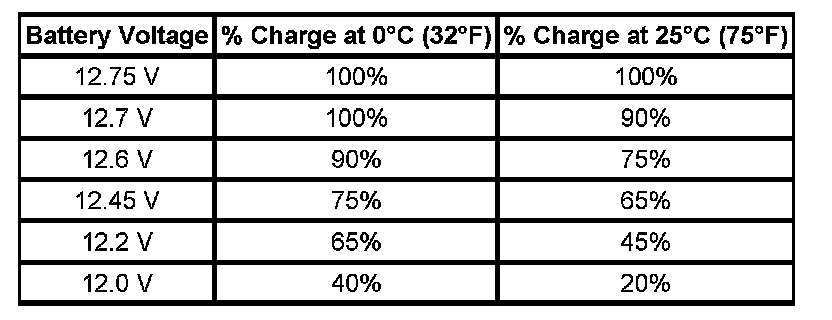 Battery Voltage % Charge at 0°C (32°F) % Charge at 25°C (75°F)
12.75 V 100% 100%
12.7 V 100% 90%
12.6 V 90% 75%
12.45 V 75% 65%
12.2 V 65% 45%
12.0 V 40% 20%